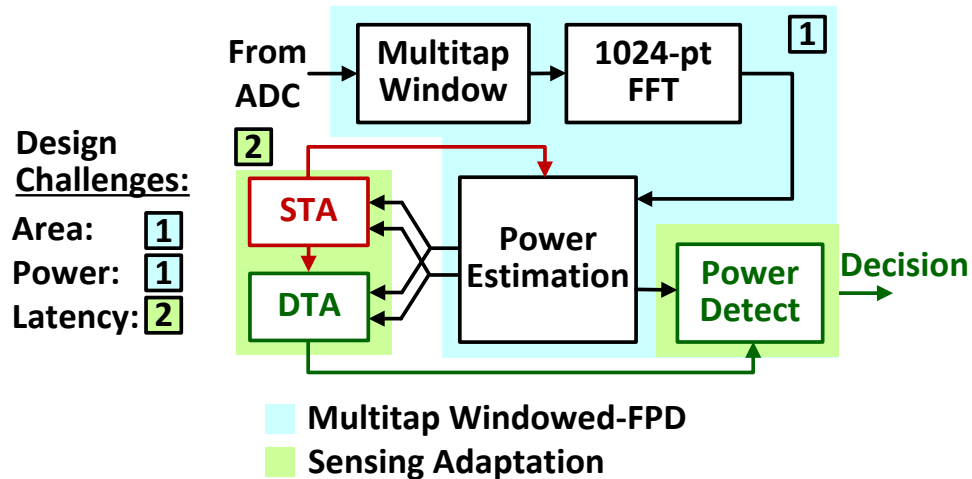 From
ADC
Multitap
Window
1024-pt
FFT
1
2
Design
Challenges:
Area: 1
Power: 1
Latency: 2
STA
DTA
Power
Estimation
Power
Detect
Decision
Multitap Windowed-FPD
Sensing Adaptation